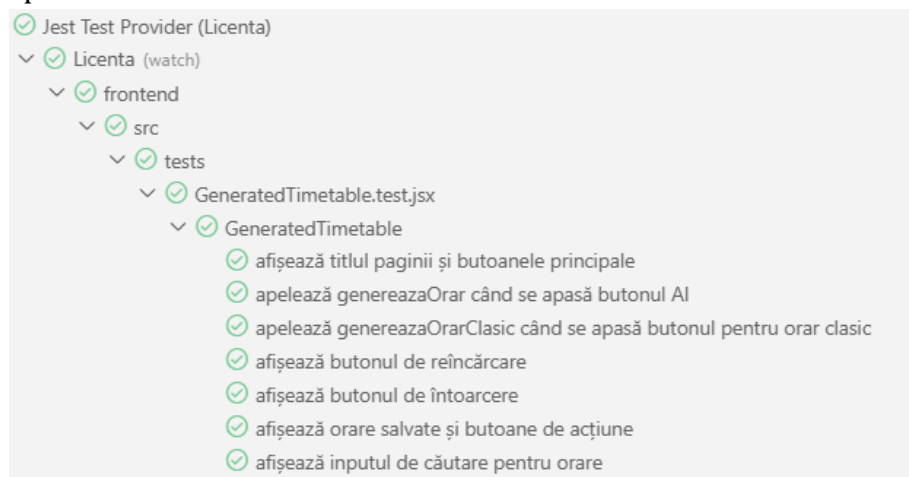 Jest Test Provider (Licenta)
Licenta (watch)
frontend
src
tests
GeneratedTimetable.test.jsx
GeneratedTimetable
afișează titlul paginii și butoanele principale
apelează genereazaOrar când se apasă butonul AI
apelează genereazaOrarClasic când se apasă butonul pentru orar clasic
afișează butonul de reîncărcare
afișează butonul de întoarcere
afișează orare salvate și butoane de acțiune
afișează inputul de căutare pentru orare